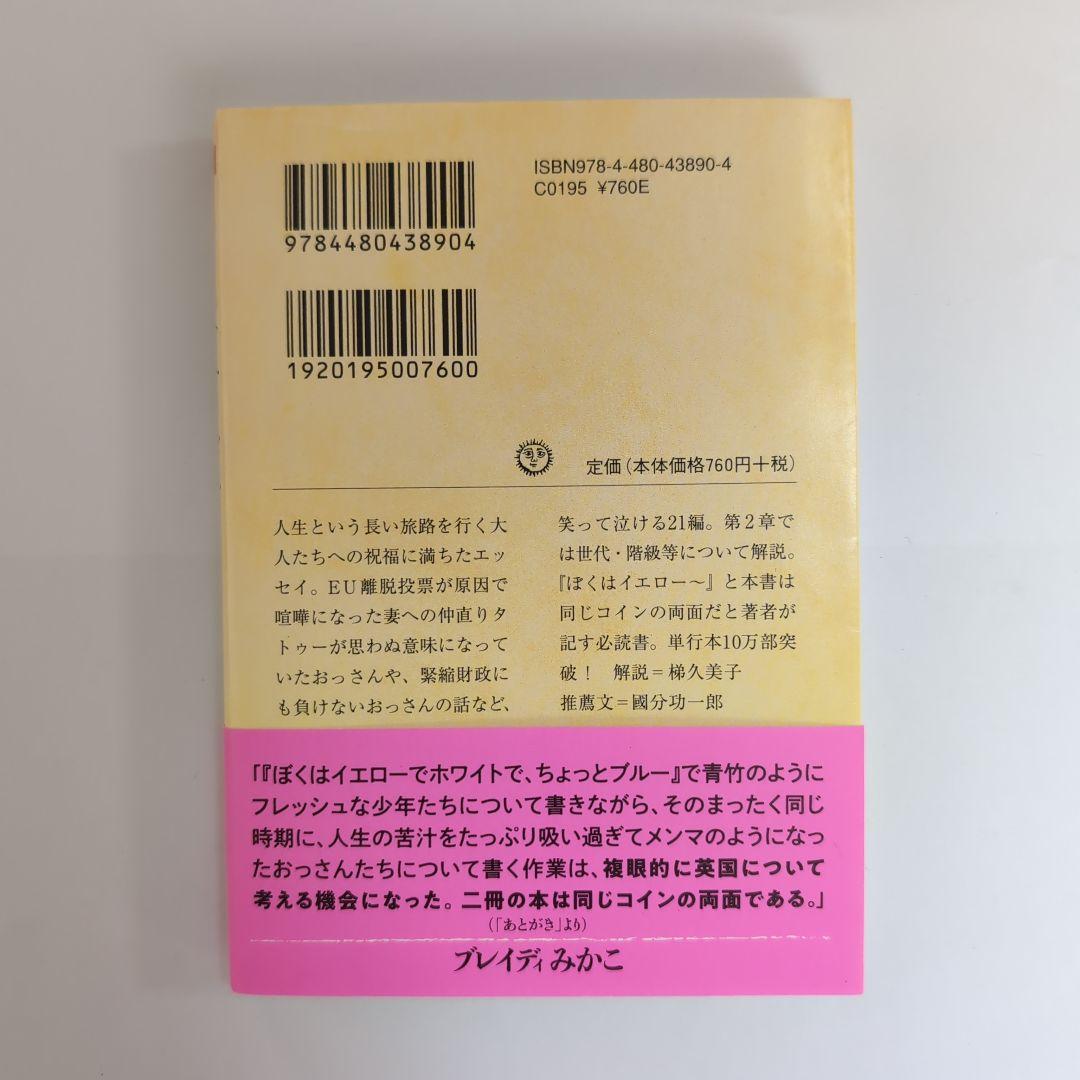 ISBN978-4-480-43890-4
C0195 ¥760E
9784480438904
1920195007600
定価(本体価格760円+税)
人生という長い旅路を行く大
人たちへの祝福に満ちたエッ
セイ。EU離脱投票が原因で
喧嘩になった妻への仲直りタ
トゥーが思わぬ意味になって
いたおっさんや、緊縮財政に
も負けないおっさんの話など、
笑って泣ける21編。第2章で
は世代・階級等について解説。
『ぼくはイエロー〜』と本書は
同じコインの両面だと著者が
記す必読書。単行本10万部突
破! 解説=梯久美子
推薦文=國分功一郎
「『ぼくはイエローでホワイトで、ちょっとブルー』で青竹のように
フレッシュな少年たちについて書きながら、そのまったく同じ
時期に、人生の苦汁をたっぷり吸い過ぎてメンマのようになっ
たおっさんたちについて書く作業は、複眼的に英国について
考える機会になった。二冊の本は同じコインの両面である。」
(「あとがき」より)
ブレイディみかこ